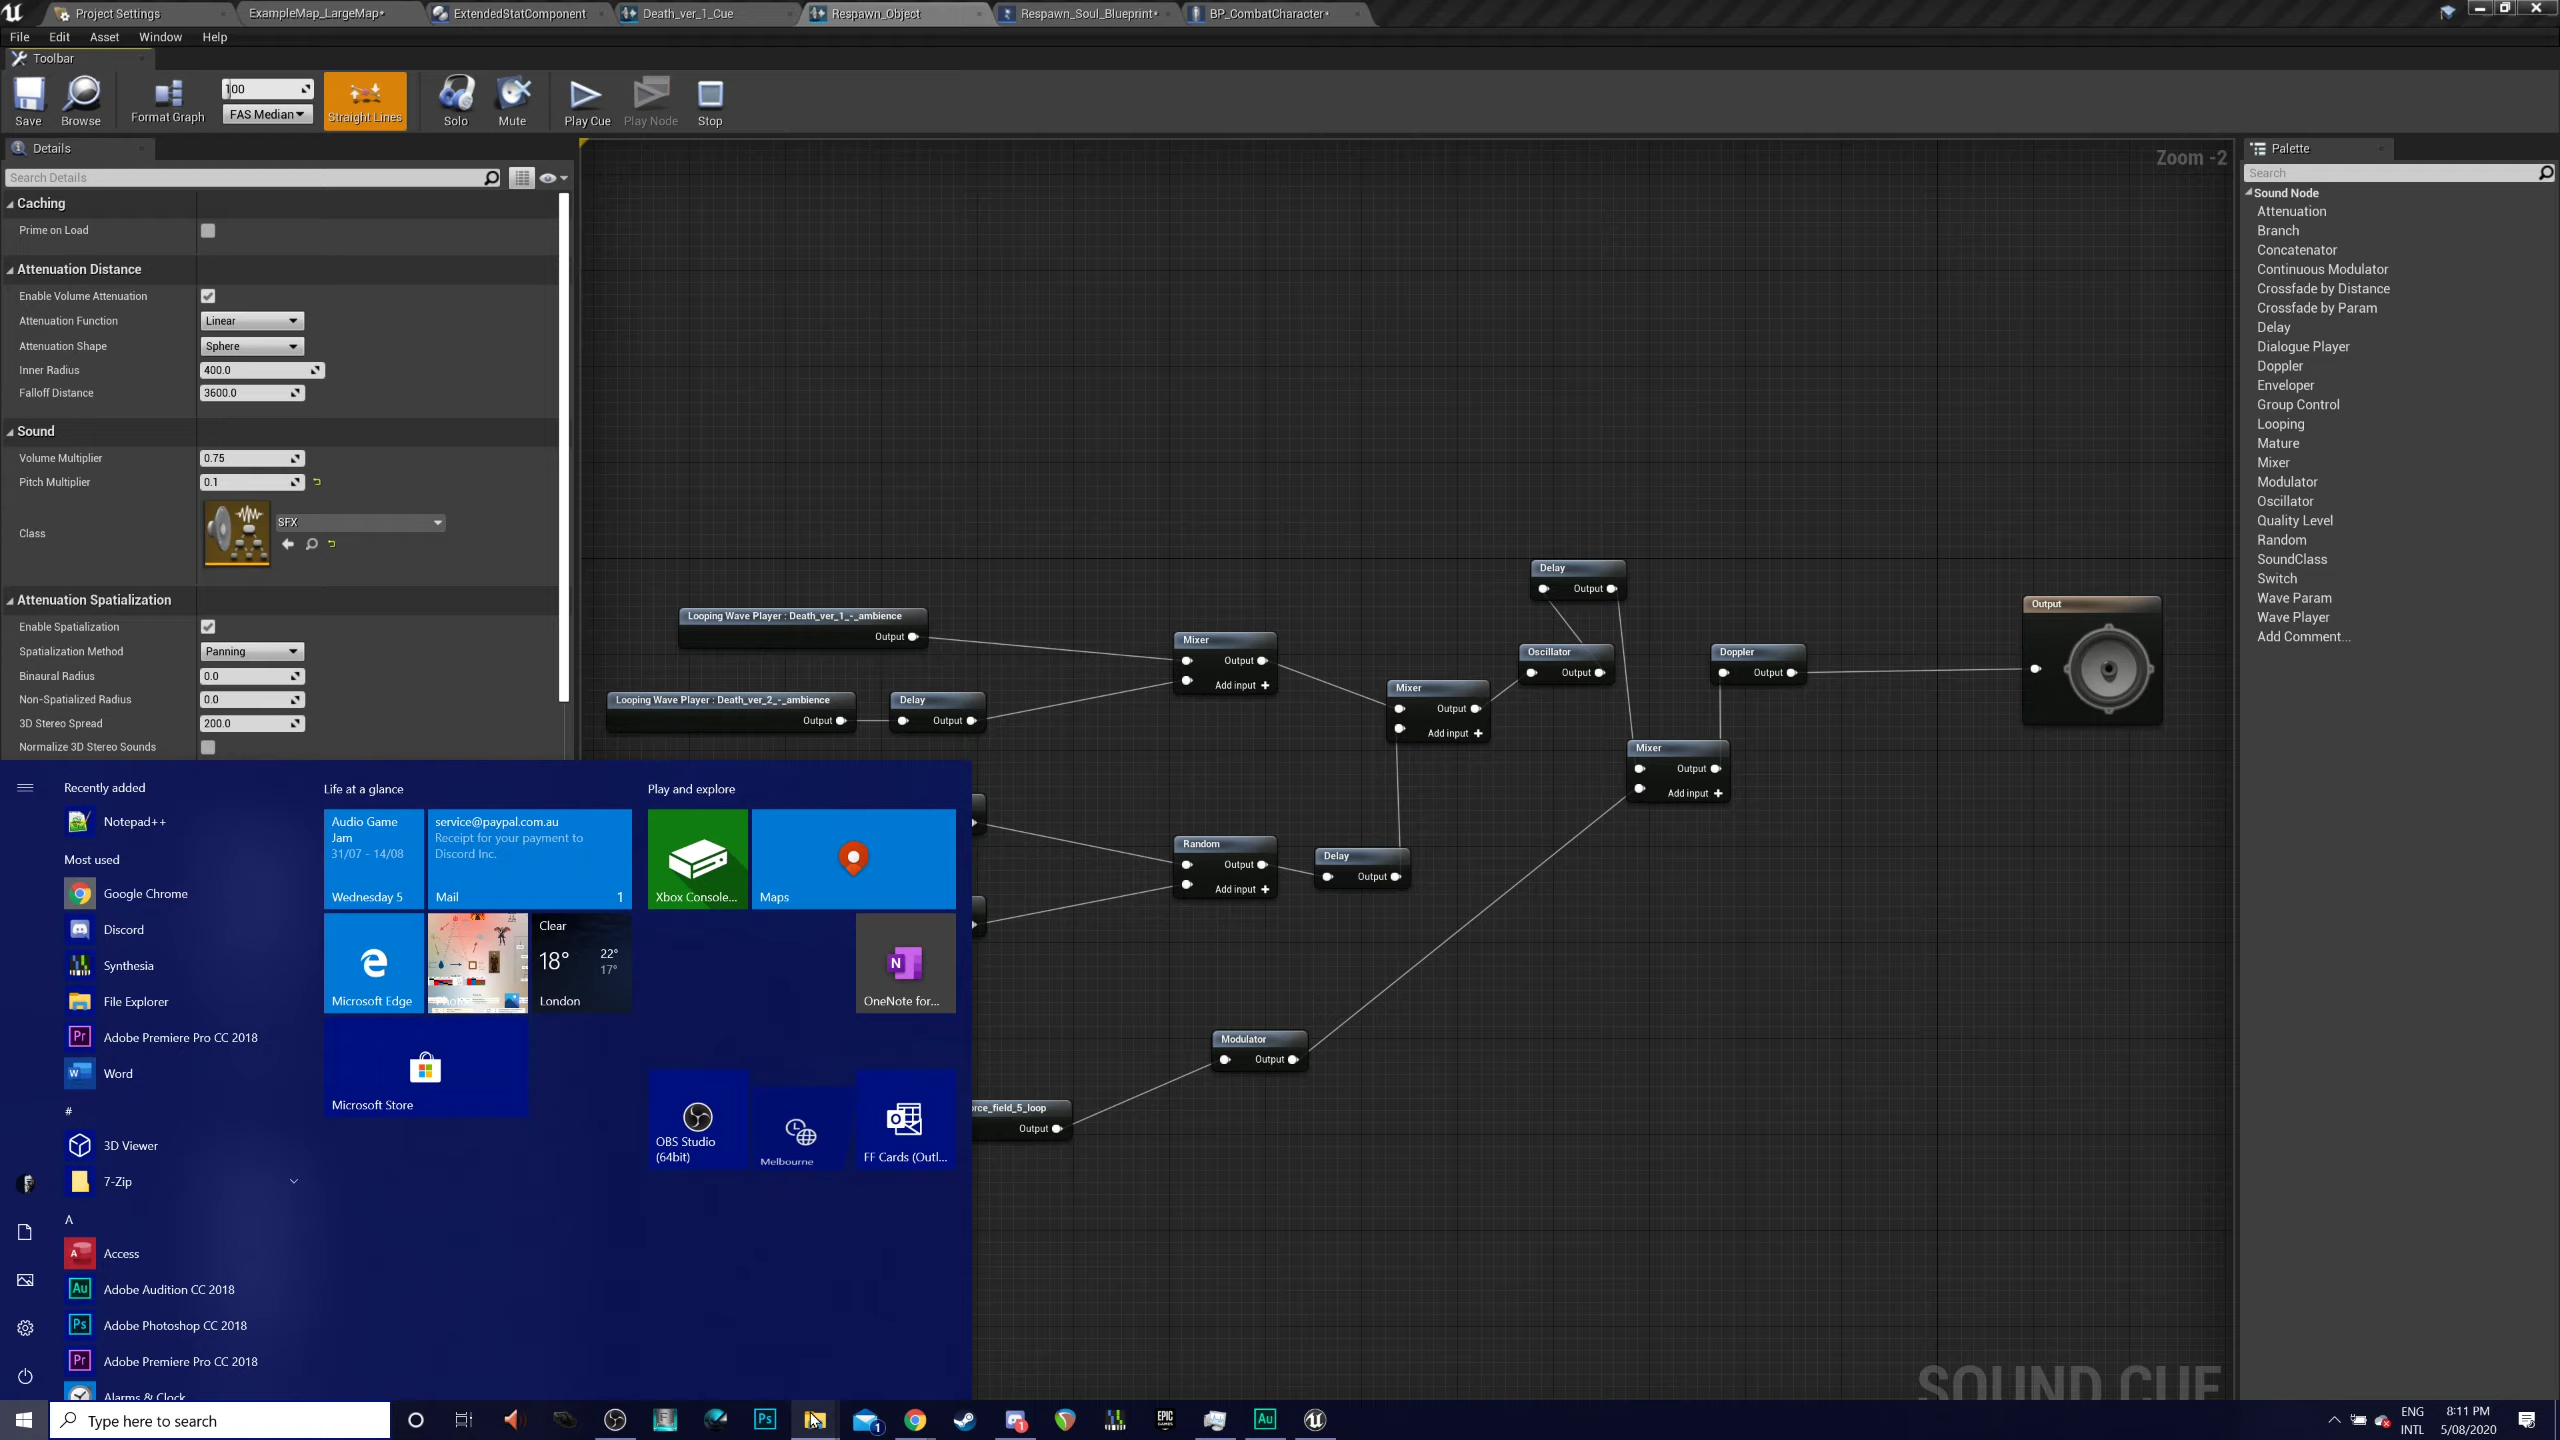 Project Settings
ExampleMap_LargeMap*
ExtendedStatComponent
Death_ver_1_Cue
Respawn_Object
Respawn_Soul_Blueprint*
BP_CombatCharacter*
File
Edit
Asset
Window
Help
Toolbar
100
FAS Median
Save
Browse
Format Graph
Straight Lines
Solo
Mute
Play Cue
Play Node
Stop
Details
Search Details
Caching
Prime on Load
Attenuation Distance
Enable Volume Attenuation
Attenuation Function
Linear
Attenuation Shape
Sphere
Inner Radius
400.0
Falloff Distance
3600.0
Sound
Volume Multiplier
0.75
Pitch Multiplier
0.1
Class
SFX
Attenuation Spatialization
Enable Spatialization
Spatialization Method
Panning
Binaural Radius
0.0
Non-Spatialized Radius
0.0
3D Stereo Spread
200.0
Normalize 3D Stereo Sounds
Zoom -2
Looping Wave Player : Death_ver_1_-_ambience
Output
Looping Wave Player : Death_ver_2_-_ambience
Output
Delay
Output
Mixer
Output
Add input
Mixer
Output
Add input
Delay
Output
Oscillator
Output
Doppler
Output
Mixer
Output
Add input
Output
Random
Output
Add input
Delay
Output
Modulator
Output
orce_field_5_loop
Output
SOUND CUE
Palette
Search
Sound Node
Attenuation
Branch
Concatenator
Continuous Modulator
Crossfade by Distance
Crossfade by Param
Delay
Dialogue Player
Doppler
Enveloper
Group Control
Looping
Mature
Mixer
Modulator
Oscillator
Quality Level
Random
SoundClass
Switch
Wave Param
Wave Player
Add Comment...
Recently added
Notepad++
Most used
Google Chrome
Discord
Synthesia
File Explorer
Adobe Premiere Pro CC 2018
Word
#
3D Viewer
7-Zip
A
Access
Adobe Audition CC 2018
Adobe Photoshop CC 2018
Adobe Premiere Pro CC 2018
Alarms & Clock
Life at a glance
Audio Game
Jam
31/07 - 14/08
Wednesday 5
service@paypal.com.au
Receipt for your payment to
Discord Inc.
Mail
1
Microsoft Edge
Clear
18°
22°
17°
London
Microsoft Store
Play and explore
Xbox Console...
Maps
OneNote for...
OBS Studio
(64bit)
Melbourne
FF Cards (Outl...
Type here to search
ENG
INTL
8:11 PM
5/08/2020